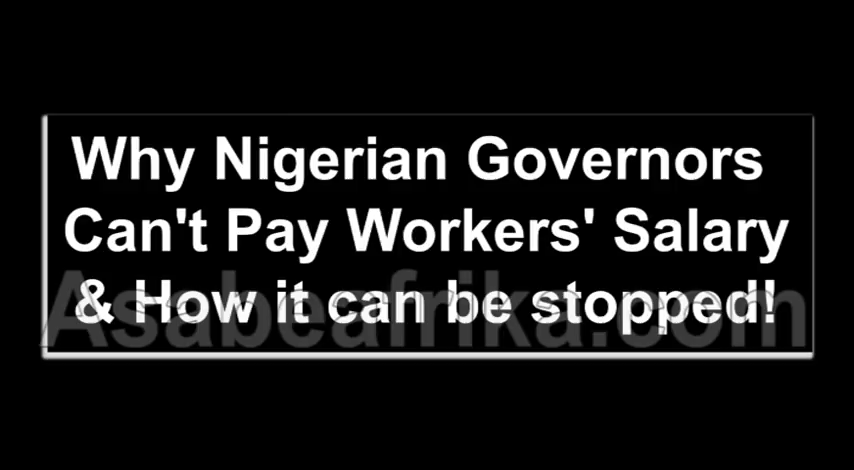 Why Nigerian Governors
Can't Pay Workers' Salary
& How it can be stopped!
Asabeafrika.com